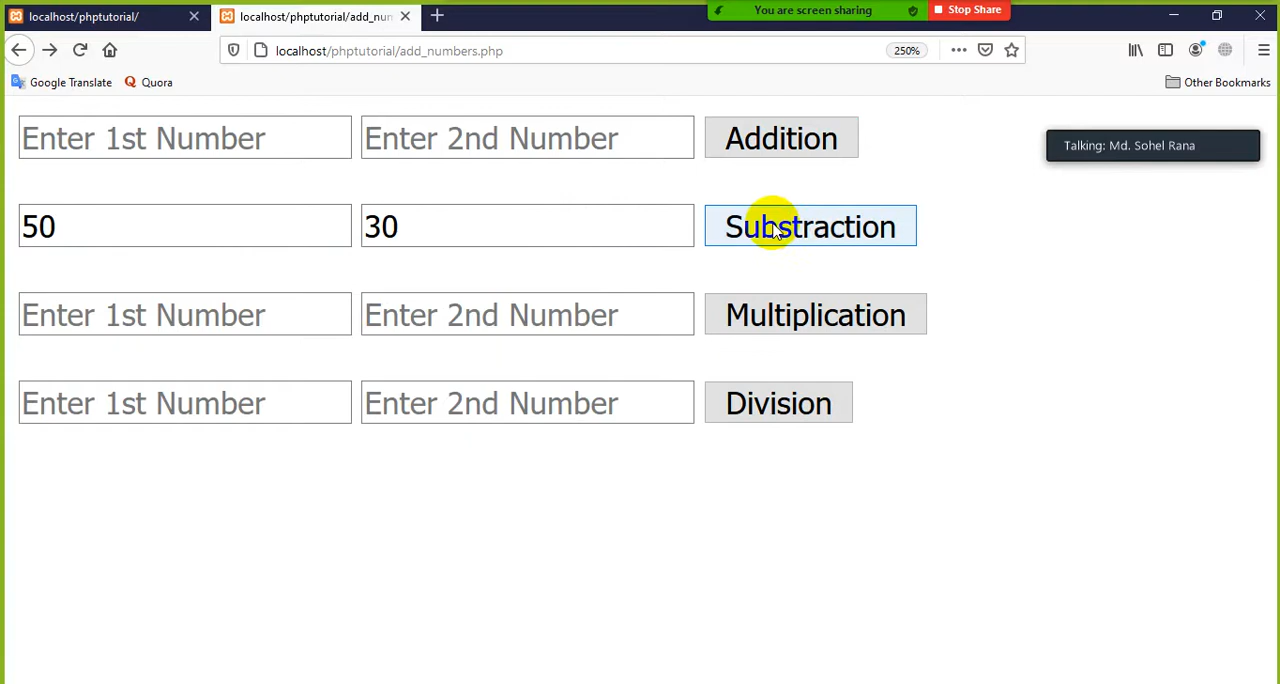 localhost/phptutorial/
localhost/phptutorial/add_nun
You are screen sharing
Stop Share
localhost/phptutorial/add_numbers.php
250%
Google Translate
Quora
Other Bookmarks
Enter 1st Number Enter 2nd Number Addition
Talking: Md. Sohel Rana
50 30 Substraction
Enter 1st Number Enter 2nd Number Multiplication
Enter 1st Number Enter 2nd Number Division